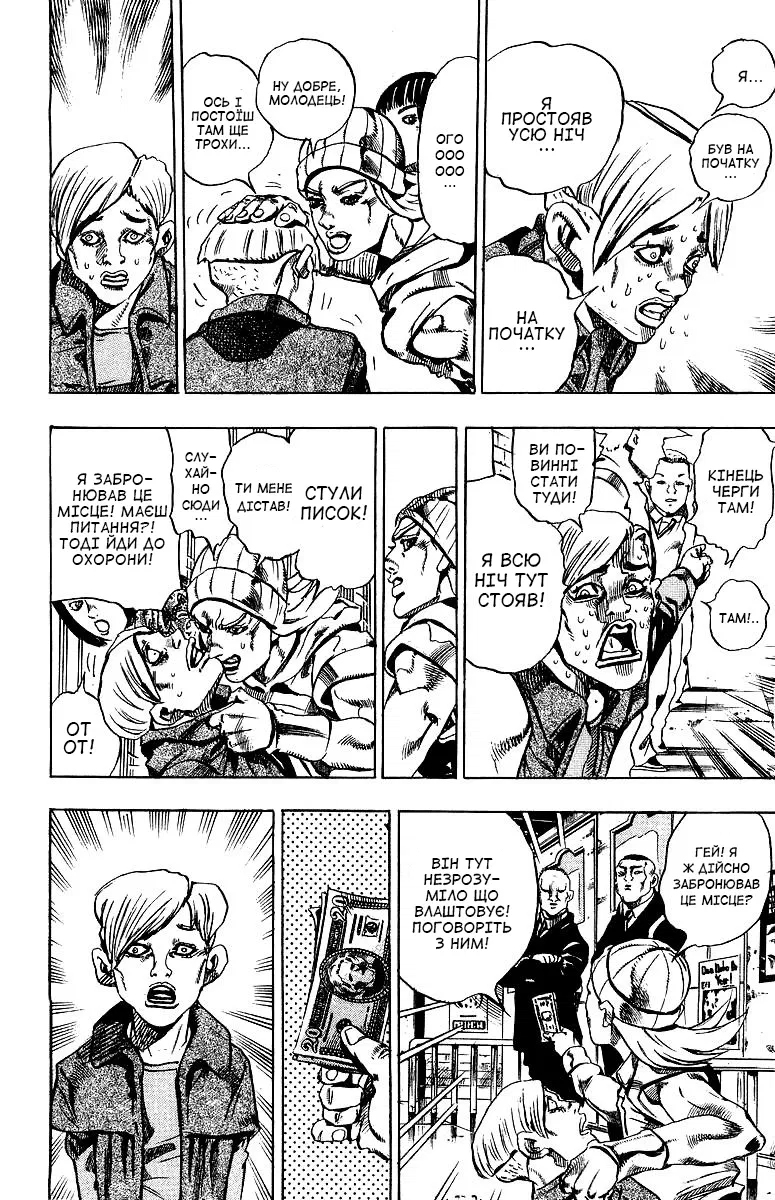 Я...
БУВ НА
ПОЧАТКУ
...
Я
ПРОСТОЯВ
УСЮ НІЧ
...
НА
ПОЧАТКУ
...
ОГО
ООО
ООО
...
НУ ДОБРЕ,
МОЛОДЕЦЬ!
ОСЬ І
ПОСТОЇШ
ТАМ ЩЕ
ТРОХИ...
КІНЕЦЬ
ЧЕРГИ
ТАМ!
ТАМ!..
ВИ ПО-
ВИННІ
СТАТИ
ТУДИ!
Я ВСЮ
НІЧ ТУТ
СТОЯВ!
СТУЛИ
ПИСОК!
ТИ МЕНЕ
ДІСТАВ!
СЛУ-
ХАЙ-
НО
СЮДИ
...
Я ЗАБРО-
НЮВАВ ЦЕ
МІСЦЕ! МАЄШ
ПИТАННЯ?!
ТОДІ ЙДИ ДО
ОХОРОНИ!
ОТ
ОТ!
ГЕЙ! Я
Ж ДІЙСНО
ЗАБРОНЮВАВ
ЦЕ МІСЦЕ?
ВІН ТУТ
НЕЗРОЗУ-
МІЛО ЩО
ВЛАШТОВУЄ!
ПОГОВОРІТЬ
З НИМ!
20
20